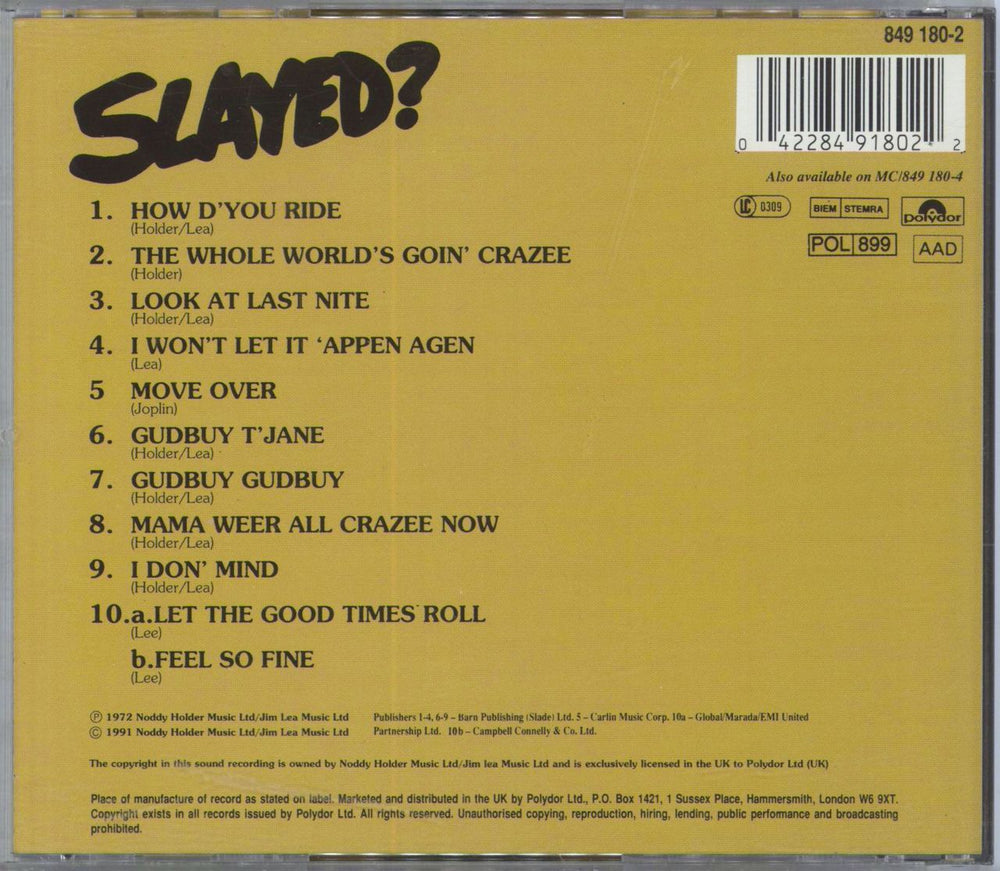 849 180-2
SLAYED?
0 42284 91802 2
Also available on MC/849 180-4
LC 0309
BIEM STEMRA
polydor
POL 899
AAD
1. HOW D'YOU RIDE
(Holder/Lea)
2. THE WHOLE WORLD'S GOIN' CRAZEE
(Holder)
3. LOOK AT LAST NITE
(Holder/Lea)
4. I WON'T LET IT 'APPEN AGEN
(Lea)
5 MOVE OVER
(Joplin)
6. GUDBUY T'JANE
(Holder/Lea)
7. GUDBUY GUDBUY
(Holder/Lea)
8. MAMA WEER ALL CRAZEE NOW
(Holder/Lea)
9. I DON' MIND
(Holder/Lea)
10.a.LET THE GOOD TIMES ROLL
(Lee)
b.FEEL SO FINE
(Lee)
℗ 1972 Noddy Holder Music Ltd/Jim Lea Music Ltd
© 1991 Noddy Holder Music Ltd/Jim Lea Music Ltd
Publishers 1-4, 6-9 – Barn Publishing (Slade) Ltd. 5 – Carlin Music Corp. 10a – Global/Marada/EMI United
Partnership Ltd. 10b – Campbell Connelly & Co. Ltd.
The copyright in this sound recording is owned by Noddy Holder Music Ltd/Jim lea Music Ltd and is exclusively licensed in the UK to Polydor Ltd (UK)
Place of manufacture of record as stated on label. Marketed and distributed in the UK by Polydor Ltd., P.O. Box 1421, 1 Sussex Place, Hammersmith, London W6 9XT.
Copyright exists in all records issued by Polydor Ltd. All rights reserved. Unauthorised copying, reproduction, hiring, lending, public performance and broadcasting
prohibited.